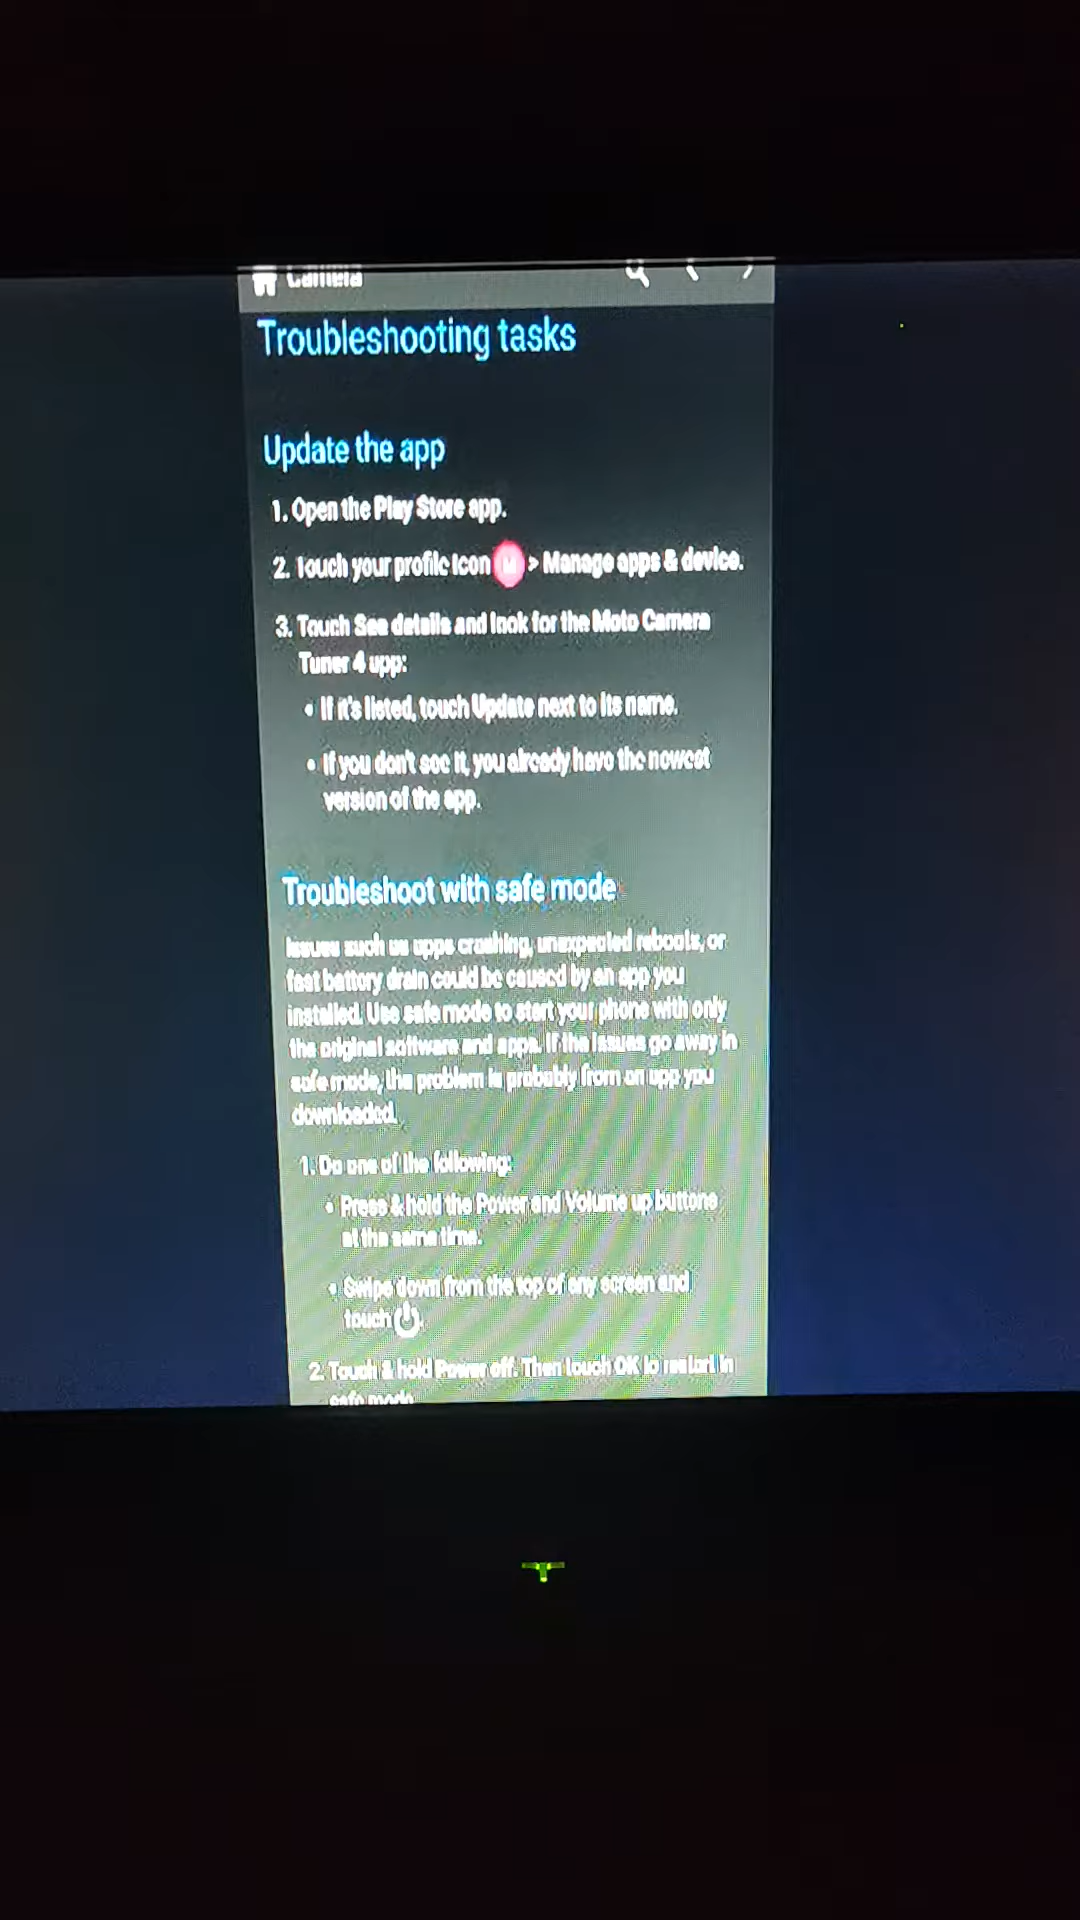 Camera
Troubleshooting tasks
Update the app
1. Open the Play Store app.
2. Touch your profile icon M > Manage apps & device.
3. Touch See details and look for the Moto Camera
Tuner 4 app:
• If it's listed, touch Update next to its name.
• If you don't see it, you already have the newest
version of the app.
Troubleshoot with safe mode
Issues such as apps crashing, unexpected reboots, or
fast battery drain could be caused by an app you
installed. Use safe mode to start your phone with only
the original software and apps. If the issues go away in
safe mode, the problem is probably from an app you
downloaded.
1. Do one of the following:
• Press & hold the Power and Volume up buttons
at the same time.
• Swipe down from the top of any screen and
touch .
2. Touch & hold Power off. Then touch OK to restart in
safe mode